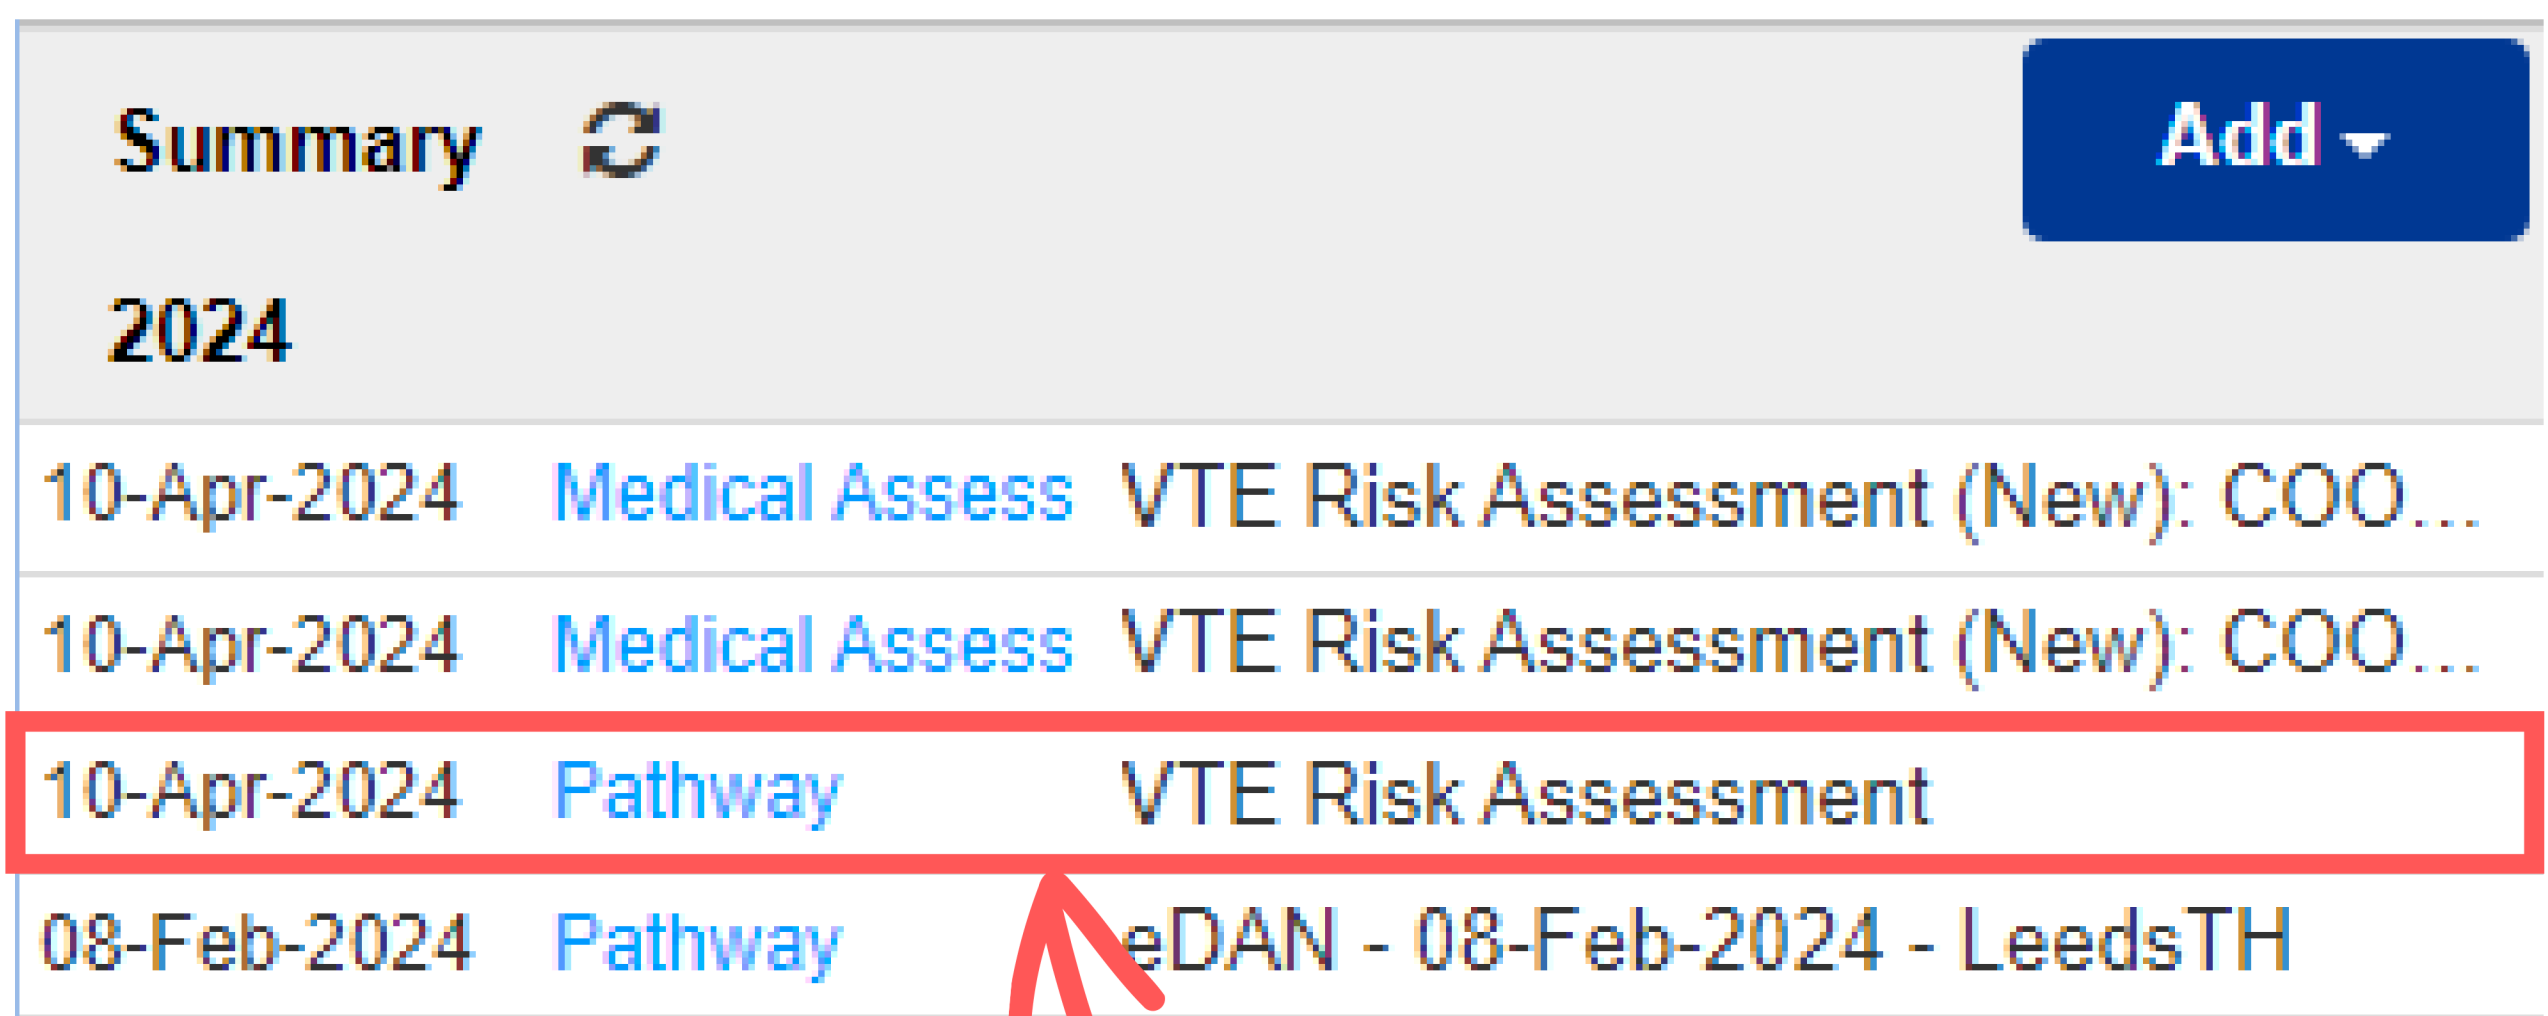 Summary Add
2024
10-Apr-2024 Medical Assess VTE Risk Assessment (New): COO...
10-Apr-2024 Medical Assess VTE Risk Assessment (New): COO...
10-Apr-2024 Pathway VTE Risk Assessment
08-Feb-2024 Pathway eDAN - 08-Feb-2024 - LeedsTH